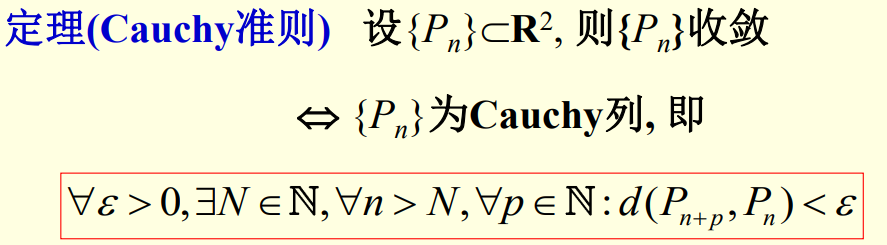 定理(Cauchy准则) 设{Pₙ}⊂R², 则{Pₙ}收敛
⇔ {Pₙ}为Cauchy列, 即
∀ε > 0,∃N ∈ ℕ,∀n > N,∀p ∈ ℕ: d(Pₙ₊ₚ, Pₙ) < ε